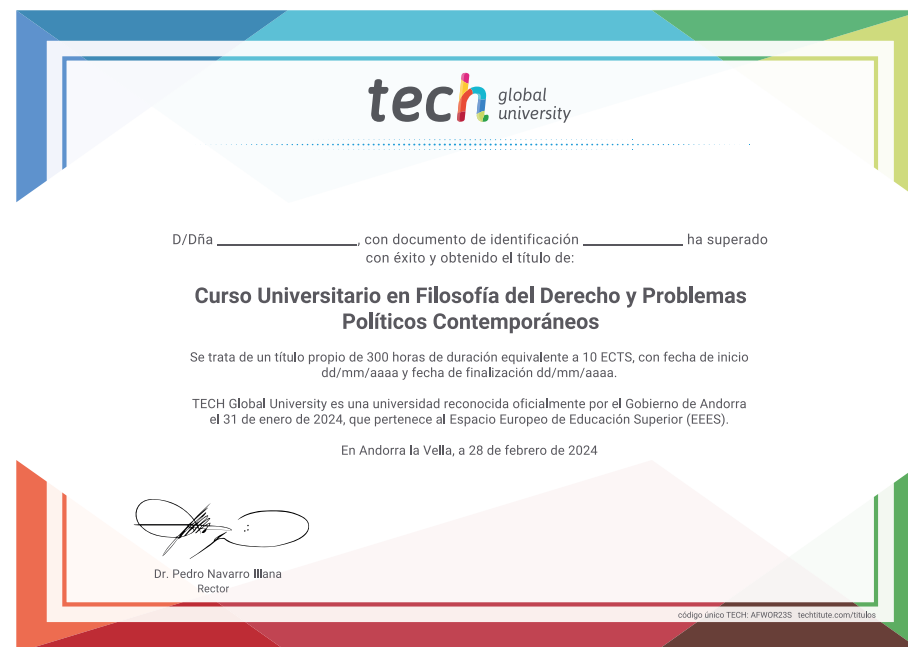 tech global university
D/Dña ____________________, con documento de identificación ______________ ha superado
con éxito y obtenido el título de:
Curso Universitario en Filosofía del Derecho y Problemas
Políticos Contemporáneos
Se trata de un título propio de 300 horas de duración equivalente a 10 ECTS, con fecha de inicio
dd/mm/aaaa y fecha de finalización dd/mm/aaaa.
TECH Global University es una universidad reconocida oficialmente por el Gobierno de Andorra
el 31 de enero de 2024, que pertenece al Espacio Europeo de Educación Superior (EEES).
En Andorra la Vella, a 28 de febrero de 2024
Dr. Pedro Navarro Illana
Rector
código único TECH: AFWOR23S techtitute.com/titulos